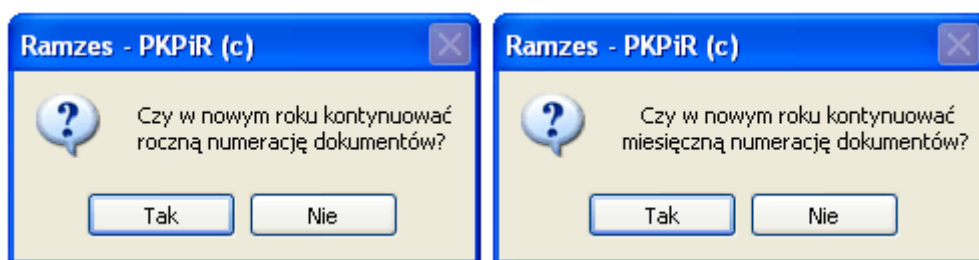 Ramzes - PKPiR (c)
Czy w nowym roku kontynuować
roczną numerację dokumentów?
Tak
Nie
Ramzes - PKPiR (c)
Czy w nowym roku kontynuować
miesięczną numerację dokumentów?
Tak
Nie